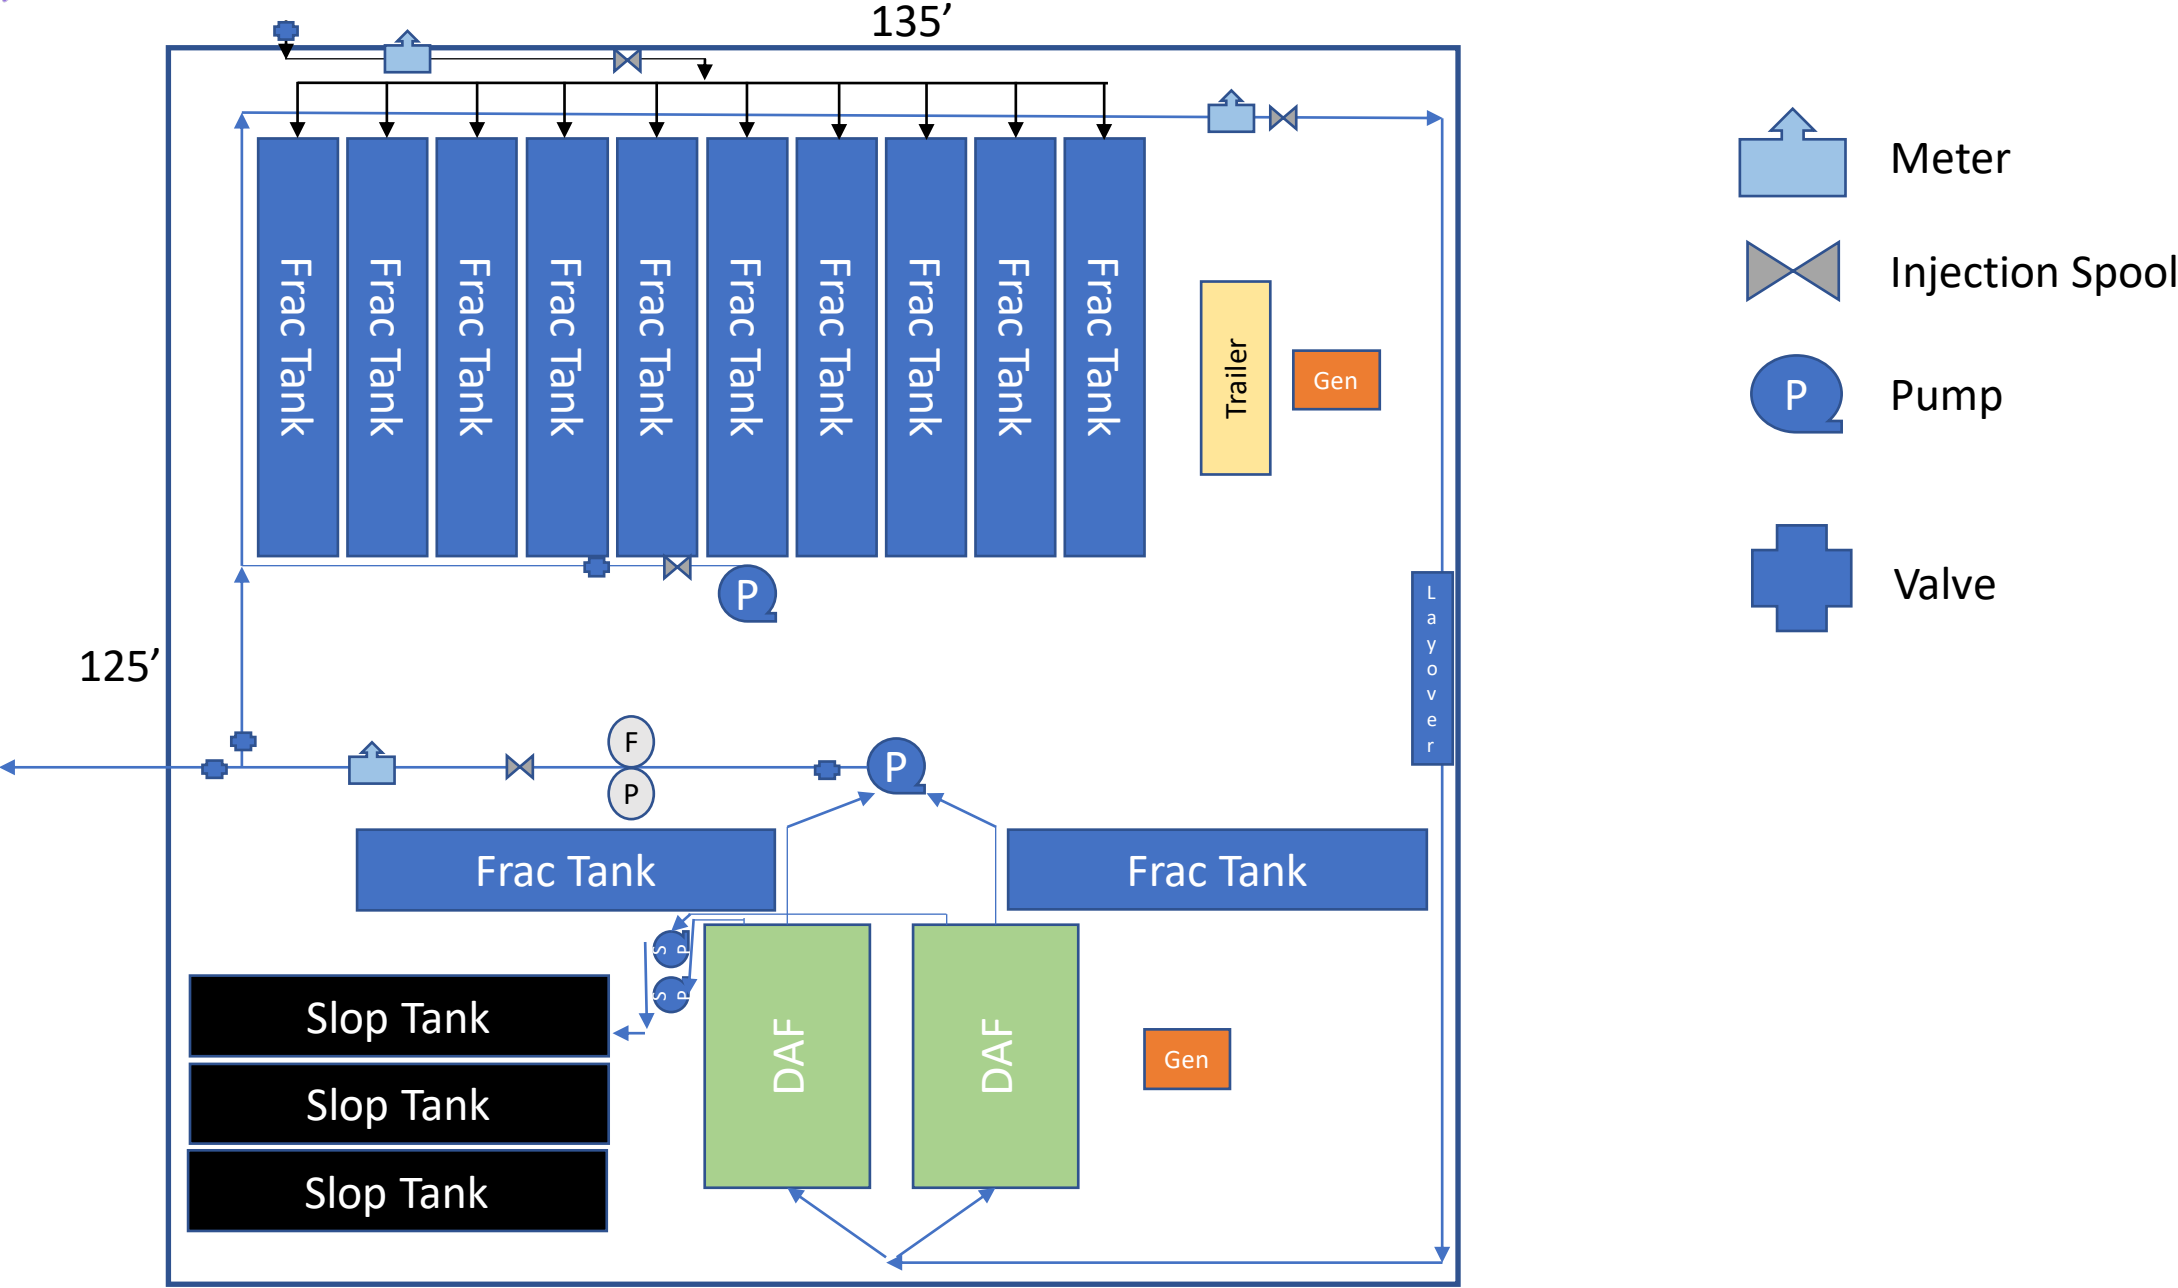 135’
Frac Tank
Frac Tank
Frac Tank
Frac Tank
Frac Tank
Frac Tank
Frac Tank
Frac Tank
Frac Tank
Frac Tank
Trailer
Gen
Meter
Injection Spool
P
Pump
Valve
P
Layover
125’
F
P
P
Frac Tank
Frac Tank
SP
SP
Slop Tank
Slop Tank
Slop Tank
DAF
DAF
Gen